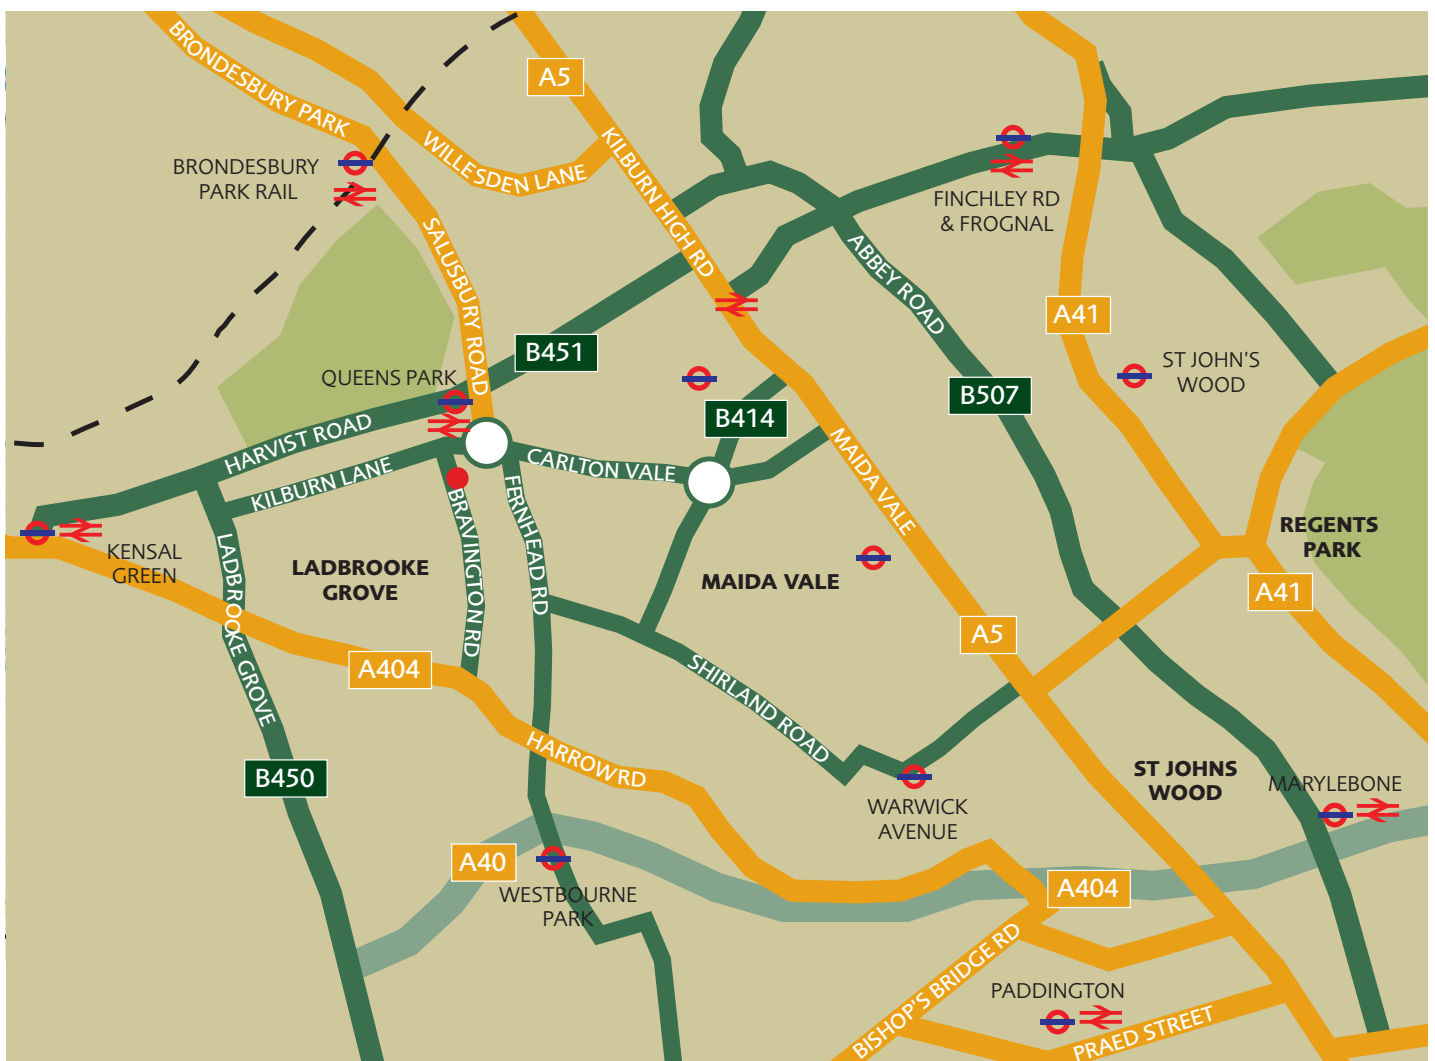 BRONDESBURY PARK
A5
WILLESDEN LANE
KILBURN HIGH RD
BRONDESBURY
PARK RAIL
FINCHLEY RD
& FROGNAL
SALUSBURY ROAD
ABBEY ROAD
A41
B451
ST JOHN'S
WOOD
QUEENS PARK
B507
B414
HARVIST ROAD
CARLTON VALE
MAIDA VALE
KILBURN LANE
BRAVINGTON RD
FERNHEAD RD
KENSAL
GREEN
LADBROOKE GROVE
LADBROOKE
GROVE
MAIDA VALE
REGENTS
PARK
A41
A5
A404
SHIRLAND ROAD
HARROW RD
B450
ST JOHNS
WOOD
MARYLEBONE
WARWICK
AVENUE
A40
WESTBOURNE
PARK
A404
BISHOP'S BRIDGE RD
PADDINGTON
PRAED STREET